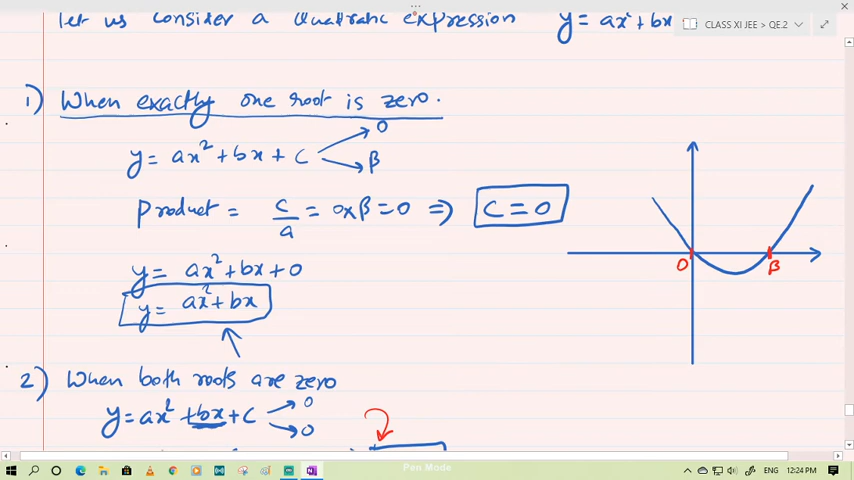 let us consider a Quadratic expression y = ax² + bx
CLASS XI JEE > QE.2
1) When exactly one root is zero.
y = ax² + bx + c 0
β
Product = c/a = 0xβ = 0 ⇒ c = 0
y = ax² + bx + 0
y = ax² + bx
0 β
2) When both roots are zero
y = ax² + bx + c 0
0
Pen Mode
ENG 12:24 PM